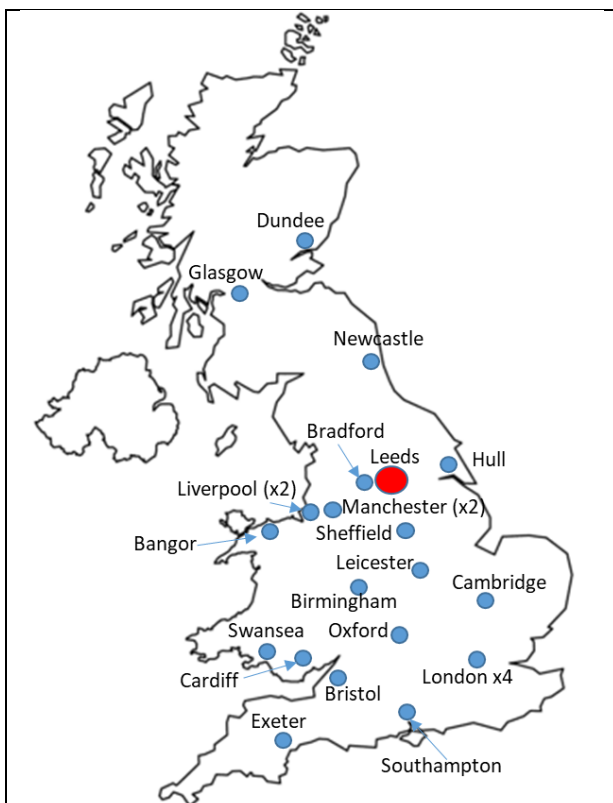 Dundee
Glasgow
Newcastle
Bradford
Leeds
Hull
Liverpool (x2)
Manchester (x2)
Bangor
Sheffield
Leicester
Cambridge
Birmingham
Swansea
Oxford
Cardiff
London x4
Bristol
Exeter
Southampton